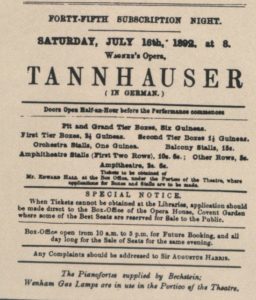 FORTY-FIFTH SUBSCRIPTION NIGHT.
SATURDAY, JULY 16th, 1892, at 8.
WAGNER'S Opera,
TANNHAUSER
(IN GERMAN.)
Doors Open Half-an-Hour before the Performance commences
Pit and Grand Tier Boxes, Six Guineas.
First Tier Boxes, 3½ Guineas. Second Tier Boxes 1½ Guineas.
Orchestra Stalls, One Guinea. Balcony Stalls, 15s.
Amphitheatre Stalls (First Two Rows), 10s. 6s.; Other Rows, 5s.
Amphitheatre, 2s. 6s.
Tickets to be obtained of
Mr. EDWARD HALL at the Box Office, under the Portico of the Theatre, where
applications for Boxes and Stalls are to be made.
SPECIAL NOTICE.
When Tickets cannot be obtained at the Libraries, application should
be made direct to the Box-Office of the Opera House, Covent Garden
where some of the Best Seats are reserved for Sale to the Public.
Box-Office open from 10 a.m. to 5 p.m. for Future Booking, and all
day long for the Sale of Seats for the same evening.
Any Complaints should be addressed to SIR AUGUSTUS HARRIS.
The Pianofortes supplied by Bechstein;
Wenham Gas Lamps are in use in the Portico of the Theatre.